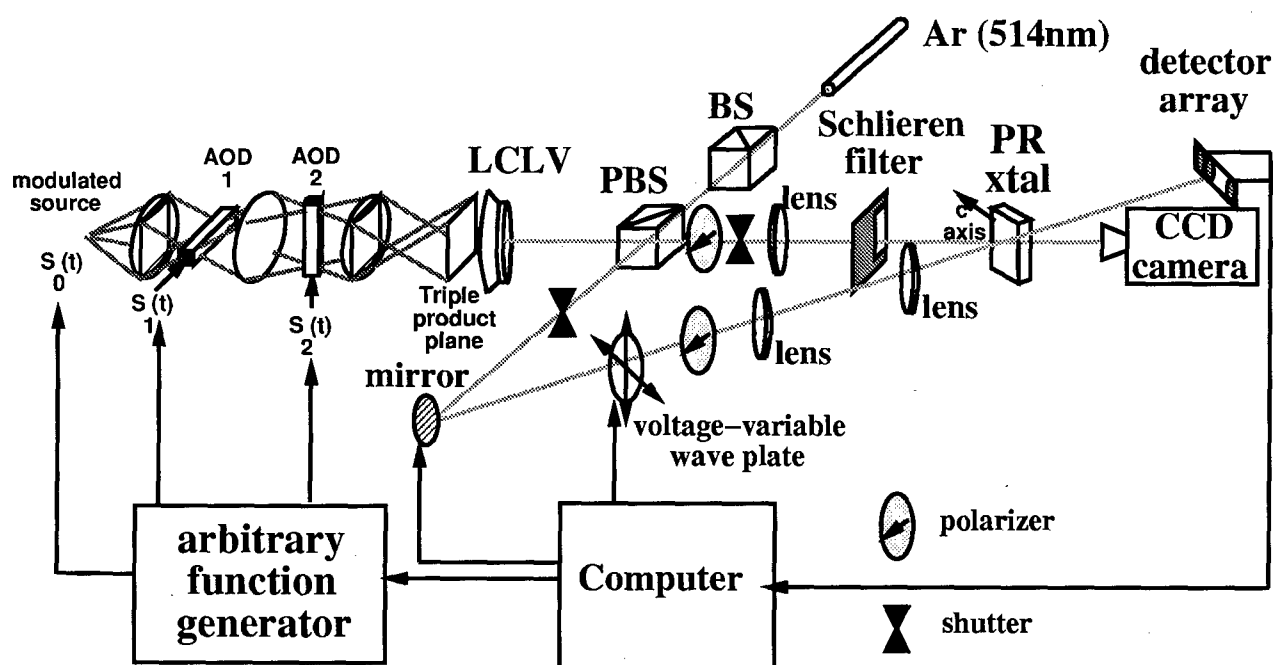 Ar (514nm)
detector
array
BS
Schlieren
filter
PR
xtal
AOD
1
AOD
2
LCLV
PBS
lens
modulated
source
c
axis
CCD
camera
S (t)
0
S (t)
1
S (t)
2
Triple
product
plane
lens
lens
mirror
voltage-variable
wave plate
arbitrary
function
generator
Computer
polarizer
shutter